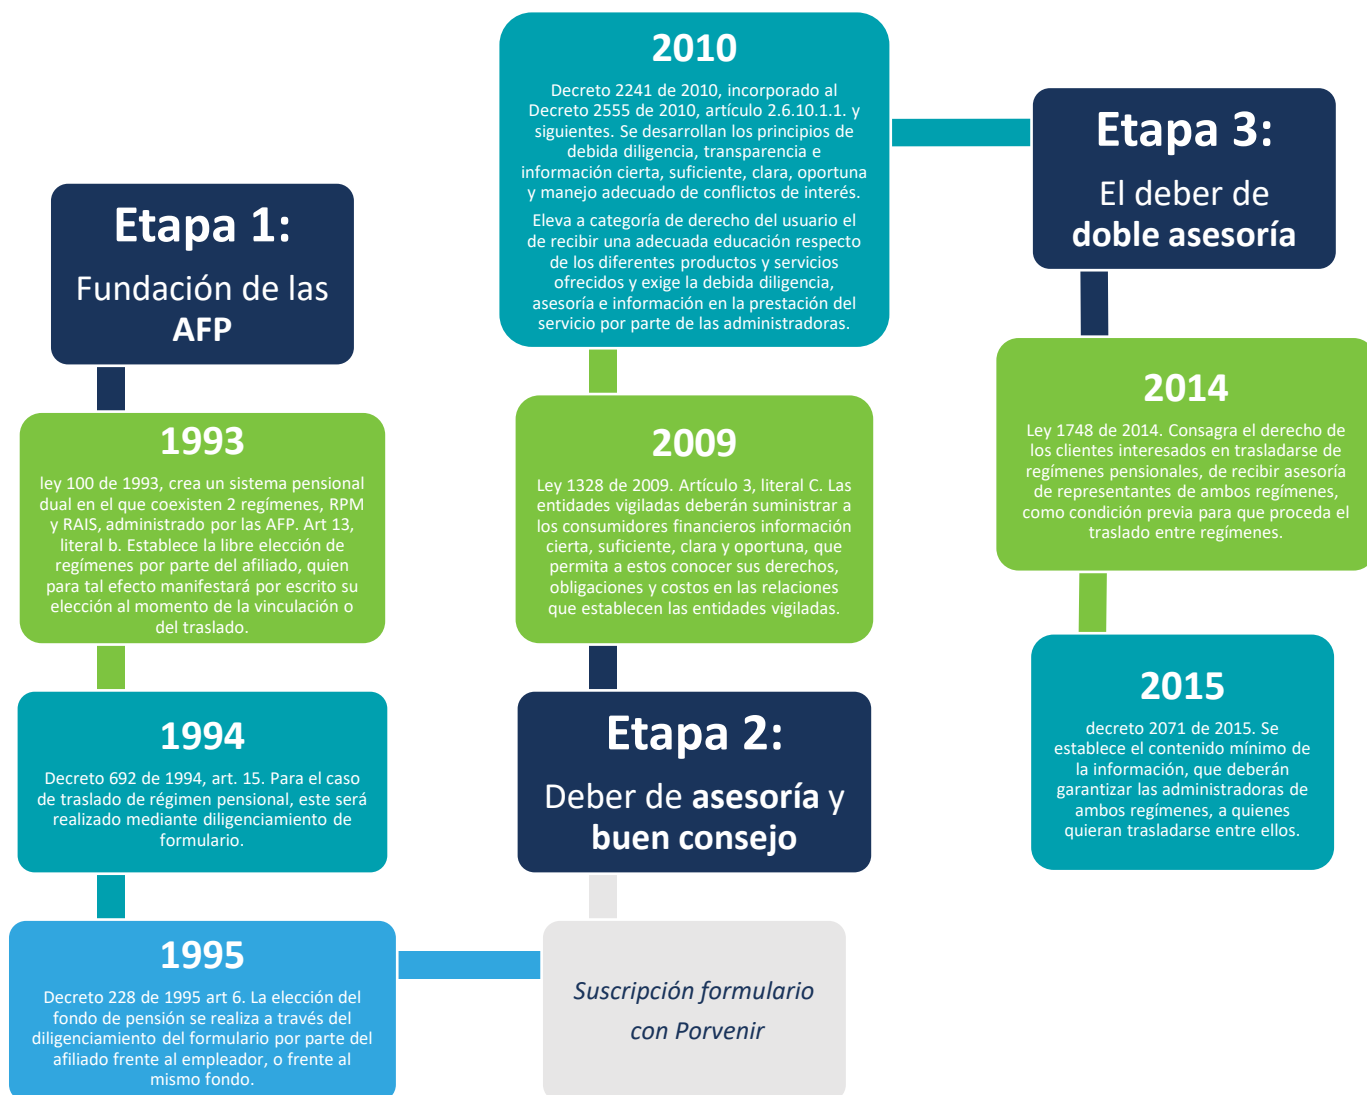 Etapa 1:
Fundación de las
AFP
1993
ley 100 de 1993, crea un sistema pensional
dual en el que coexisten 2 regímenes, RPM
y RAIS, administrado por las AFP. Art 13,
literal b. Establece la libre elección de
regímenes por parte del afiliado, quien
para tal efecto manifestará por escrito su
elección al momento de la vinculación o
del traslado.
1994
Decreto 692 de 1994, art. 15. Para el caso
de traslado de régimen pensional, este será
realizado mediante diligenciamiento de
formulario.
1995
Decreto 228 de 1995 art 6. La elección del
fondo de pensión se realiza a través del
diligenciamiento del formulario por parte del
afiliado frente al empleador, o frente al
mismo fondo.
Suscripción formulario
con Porvenir
Etapa 2:
Deber de asesoría y
buen consejo
2009
Ley 1328 de 2009. Artículo 3, literal C. Las
entidades vigiladas deberán suministrar a
los consumidores financieros información
cierta, suficiente, clara y oportuna, que
permita a estos conocer sus derechos,
obligaciones y costos en las relaciones
que establecen las entidades vigiladas.
2010
Decreto 2241 de 2010, incorporado al
Decreto 2555 de 2010, artículo 2.6.10.1.1. y
siguientes. Se desarrollan los principios de
debida diligencia, transparencia e
información cierta, suficiente, clara, oportuna
y manejo adecuado de conflictos de interés.
Eleva a categoría de derecho del usuario el
de recibir una adecuada educación respecto
de los diferentes productos y servicios
ofrecidos y exige la debida diligencia,
asesoría e información en la prestación del
servicio por parte de las administradoras.
Etapa 3:
El deber de
doble asesoría
2014
Ley 1748 de 2014. Consagra el derecho de
los clientes interesados en trasladarse de
regímenes pensionales, de recibir asesoría
de representantes de ambos regímenes,
como condición previa para que proceda el
traslado entre regímenes.
2015
decreto 2071 de 2015. Se
establece el contenido mínimo de
la información, que deberán
garantizar las administradoras de
ambos regímenes, a quienes
quieran trasladarse entre ellos.